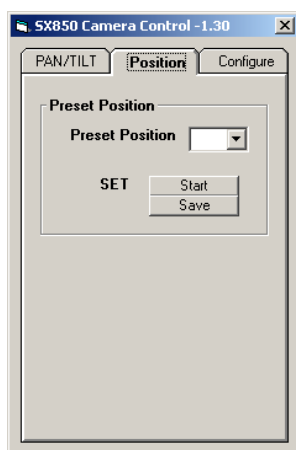 SX850 Camera Control -1.30
PAN/TILT Position Configure
Preset Position
Preset Position
SET Start
Save